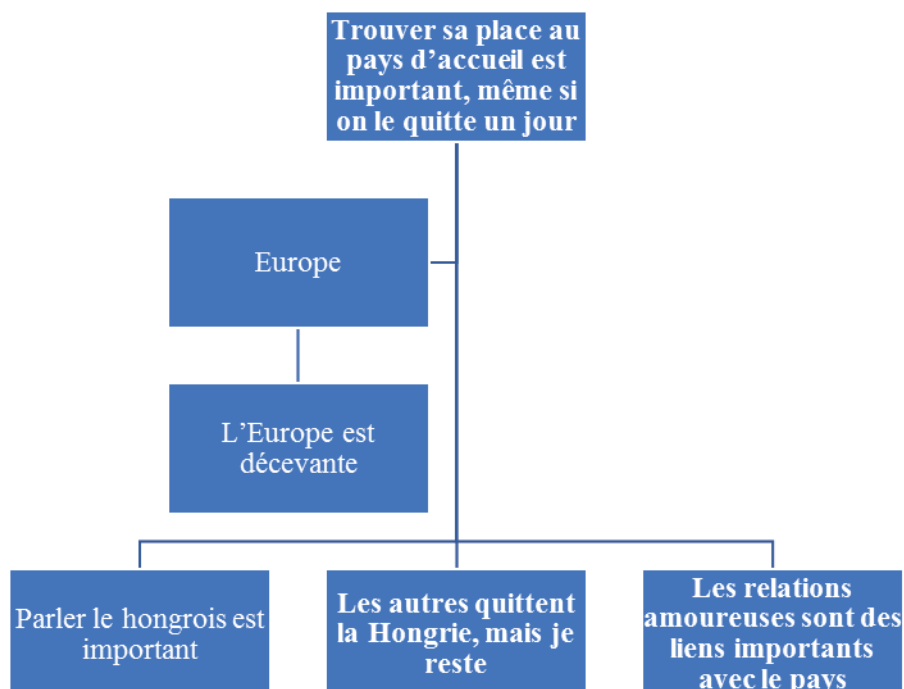 Trouver sa place au
pays d’accueil est
important, même si
on le quitte un jour
Europe
L’Europe est
décevante
Parler le hongrois est
important
Les autres quittent
la Hongrie, mais je
reste
Les relations
amoureuses sont des
liens importants
avec le pays